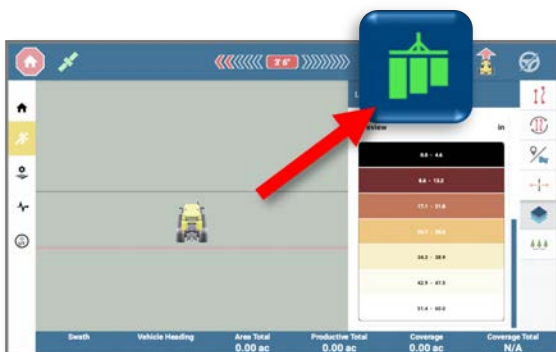 3' 6"
in
0.0 - 4.6
8.6 - 13.2
17.1 - 21.8
34.3 - 38.9
42.9 - 47.5
51.4 - 60.0
Swath Vehicle Heading Area Total Productive Total Coverage Coverage Total
0.00 ac 0.00 ac 0.00 ac N/A